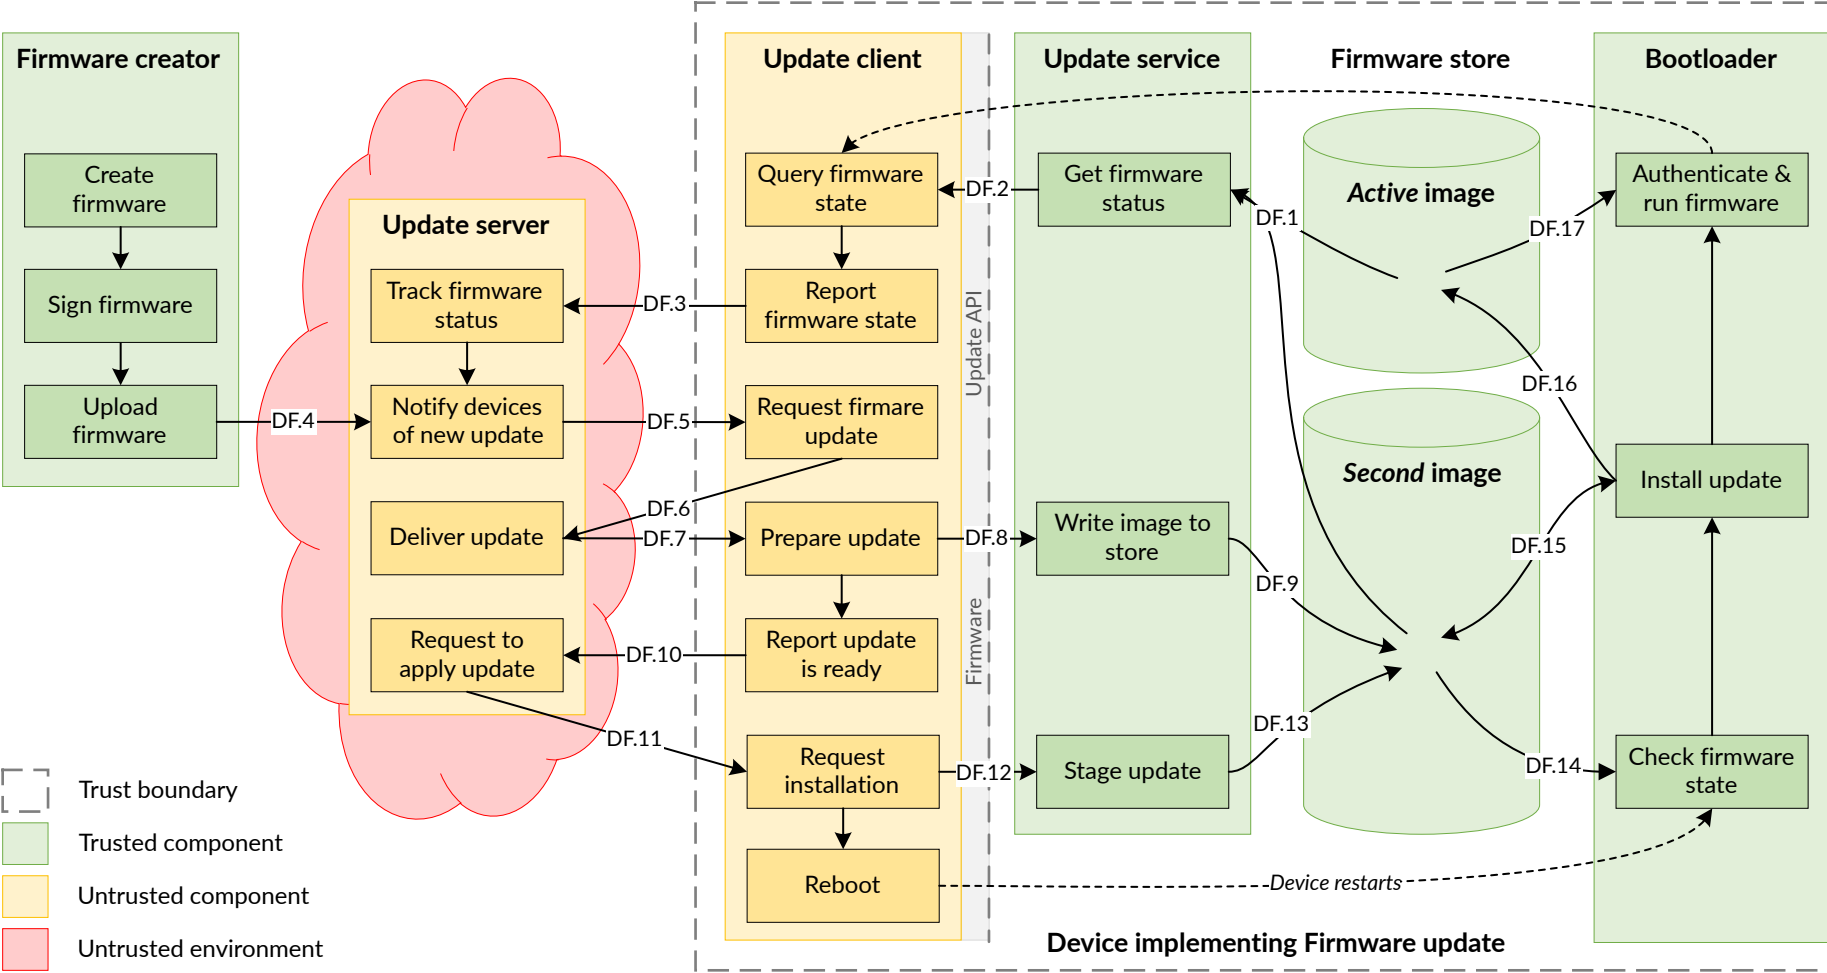 Firmware creator
Create
firmware
Sign firmware
Upload
firmware
DF.4
Update server
Track firmware
status
Notify devices
of new update
Deliver update
Request to
apply update
DF.3
DF.5
DF.6
DF.7
DF.10
DF.11
Update client
Query firmware
state
Report
firmware state
Request firmare
update
Prepare update
Report update
is ready
Request
installation
Reboot
Firmware Update API
DF.2
DF.8
DF.12
Update service
Get firmware
status
Write image to
store
Stage update
DF.1
DF.9
DF.13
Firmware store
Active image
Second image
DF.17
DF.16
DF.15
DF.14
Bootloader
Authenticate &
run firmware
Install update
Check firmware
state
Device restarts
Device implementing Firmware update
Trust boundary
Trusted component
Untrusted component
Untrusted environment